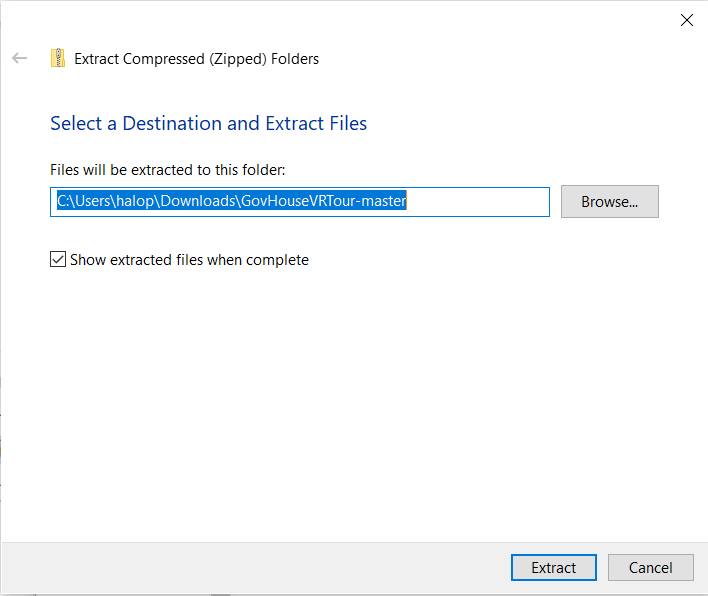 Extract Compressed (Zipped) Folders
Select a Destination and Extract Files
Files will be extracted to this folder:
C:\Users\halop\Downloads\GovHouseVRTour-master
Browse...
Show extracted files when complete
Extract
Cancel